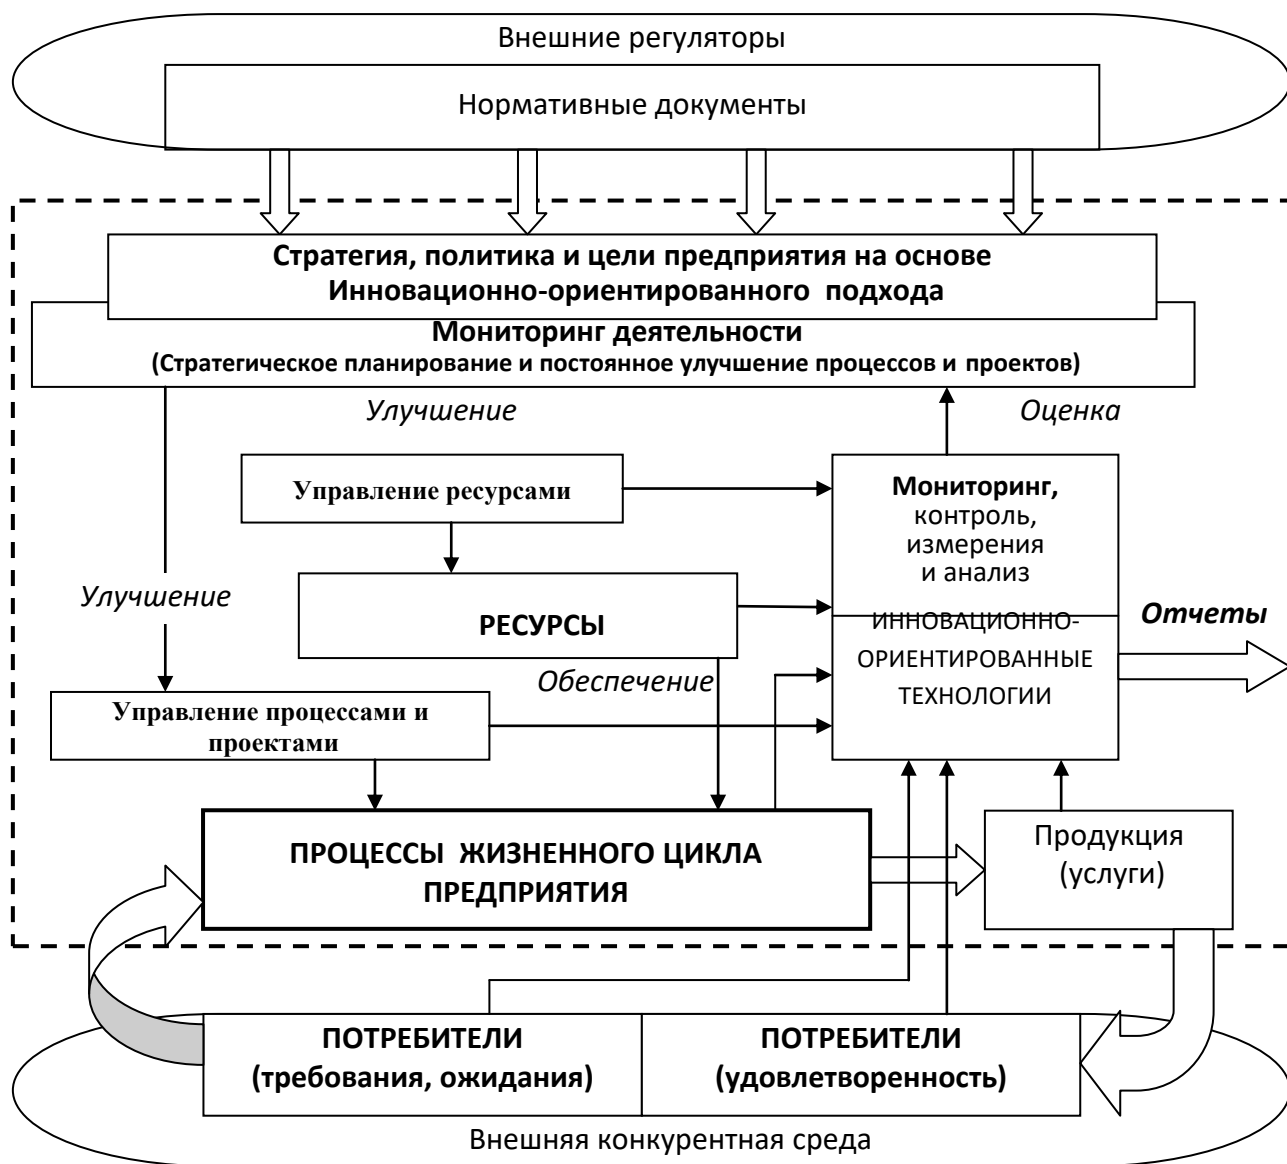 Внешние регуляторы
Нормативные документы
Стратегия, политика и цели предприятия на основе
Инновационно-ориентированного подхода
Мониторинг деятельности
(Стратегическое планирование и постоянное улучшение процессов и проектов)
Улучшение
Оценка
Управление ресурсами
Мониторинг,
контроль,
измерения
и анализ
Улучшение
РЕСУРСЫ
ИННОВАЦИОННО-
ОРИЕНТИРОВАННЫЕ
ТЕХНОЛОГИИ
Отчеты
Обеспечение
Управление процессами и
проектами
ПРОЦЕССЫ ЖИЗНЕННОГО ЦИКЛА
ПРЕДПРИЯТИЯ
Продукция
(услуги)
ПОТРЕБИТЕЛИ
(требования, ожидания)
ПОТРЕБИТЕЛИ
(удовлетворенность)
Внешняя конкурентная среда